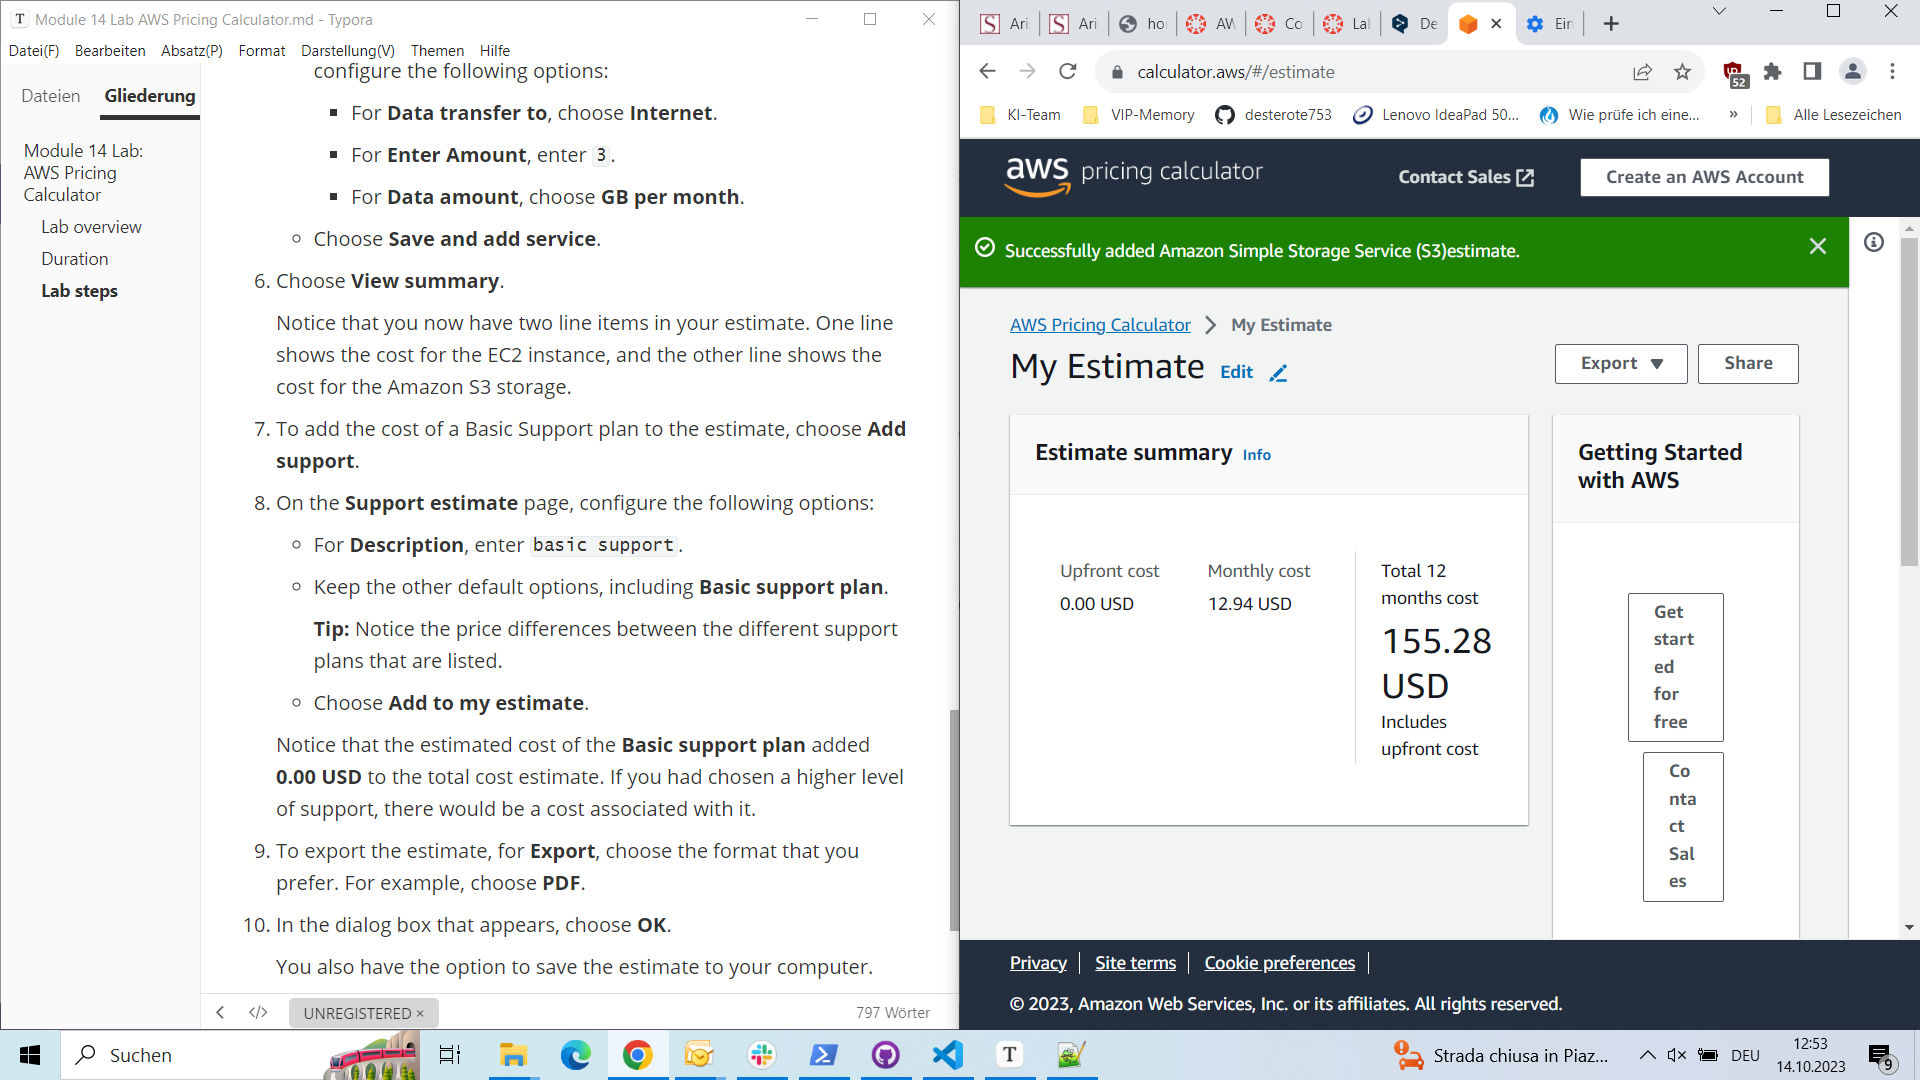 Module 14 Lab AWS Pricing Calculator.md - Typora
Datei(F) Bearbeiten Absatz(P) Format Darstellung(V) Themen Hilfe
Dateien Gliederung
Module 14 Lab:
AWS Pricing
Calculator
Lab overview
Duration
Lab steps
configure the following options:
▪ For Data transfer to, choose Internet.
▪ For Enter Amount, enter 3.
▪ For Data amount, choose GB per month.
○ Choose Save and add service.
6. Choose View summary.
Notice that you now have two line items in your estimate. One line
shows the cost for the EC2 instance, and the other line shows the
cost for the Amazon S3 storage.
7. To add the cost of a Basic Support plan to the estimate, choose Add
support.
8. On the Support estimate page, configure the following options:
○ For Description, enter basic support.
○ Keep the other default options, including Basic support plan.
Tip: Notice the price differences between the different support
plans that are listed.
○ Choose Add to my estimate.
Notice that the estimated cost of the Basic support plan added
0.00 USD to the total cost estimate. If you had chosen a higher level
of support, there would be a cost associated with it.
9. To export the estimate, for Export, choose the format that you
prefer. For example, choose PDF.
10. In the dialog box that appears, choose OK.
You also have the option to save the estimate to your computer.
UNREGISTERED ×
797 Wörter
Ari Ari ho AW Co La De Ein
calculator.aws/#/estimate
52
KI-Team VIP-Memory desterote753 Lenovo IdeaPad 50... Wie prüfe ich eine... » Alle Lesezeichen
aws pricing calculator
Contact Sales
Create an AWS Account
Successfully added Amazon Simple Storage Service (S3)estimate.
AWS Pricing Calculator My Estimate
My Estimate Edit
Export Share
Estimate summary Info
Upfront cost
0.00 USD
Monthly cost
12.94 USD
Total 12
months cost
155.28
USD
Includes
upfront cost
Getting Started
with AWS
Get
start
ed
for
free
Co
nta
ct
Sal
es
Privacy Site terms Cookie preferences
© 2023, Amazon Web Services, Inc. or its affiliates. All rights reserved.
Suchen
Strada chiusa in Piaz...
DEU
12:53
14.10.2023
9